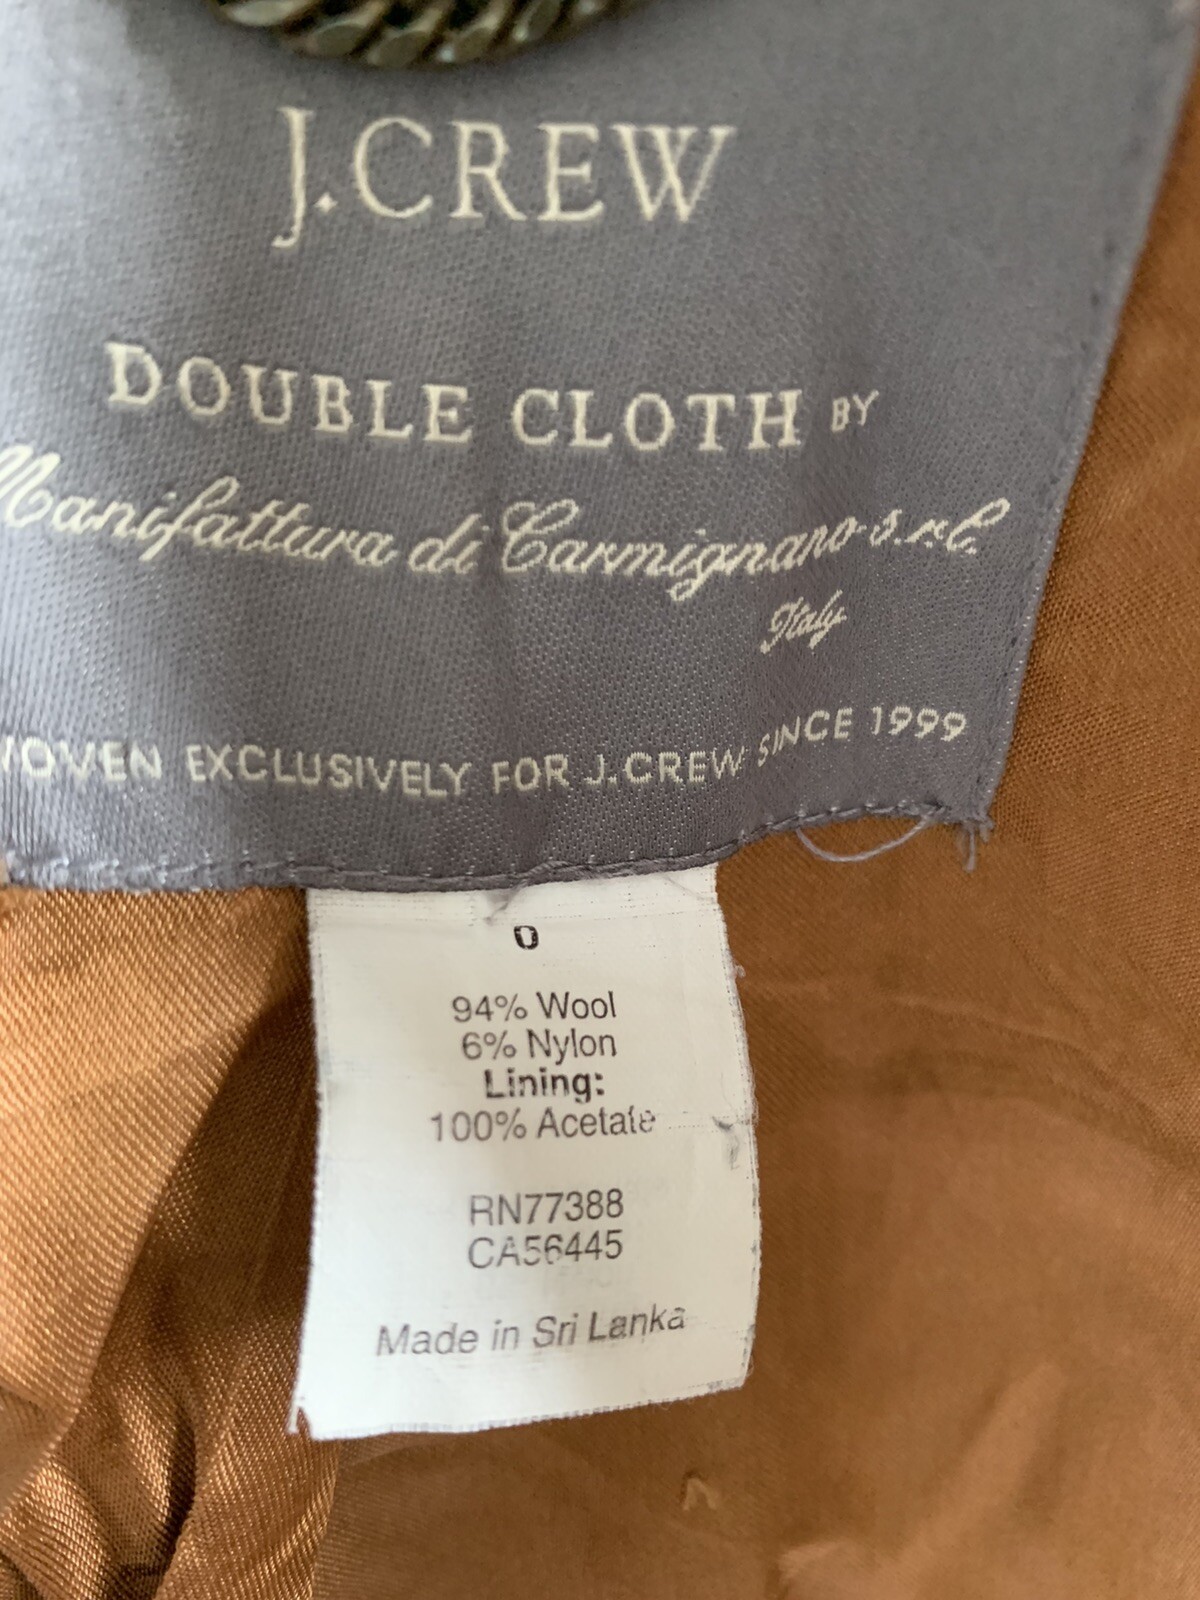 J.CREW
DOUBLE CLOTH BY
Manifattura di Carmignano s.r.l.
Italy
WOVEN EXCLUSIVELY FOR J.CREW SINCE 1999
0
94% Wool
6% Nylon
Lining:
100% Acetate
RN77388
CA56445
Made in Sri Lanka